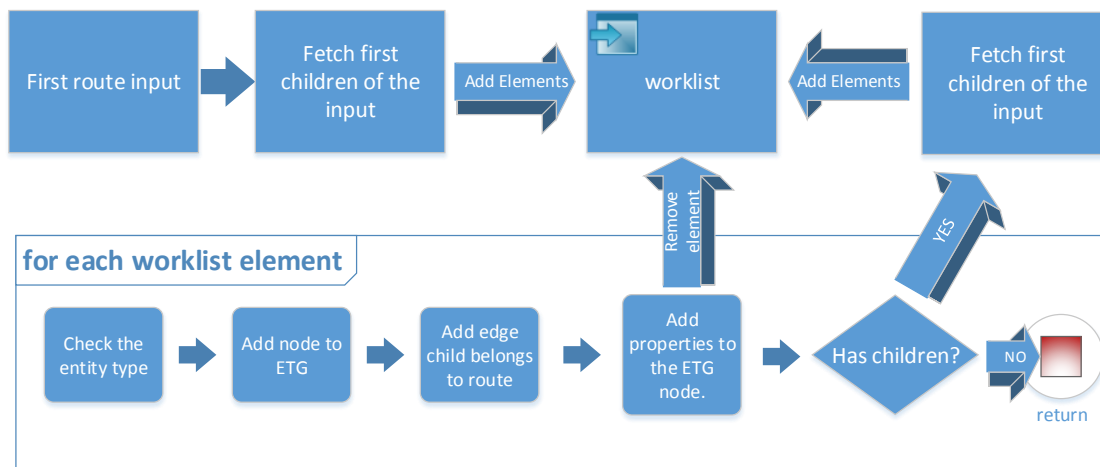 First route input
Fetch first
children of the
input
Add Elements
worklist
Add Elements
Fetch first
children of the
input
Remove
element
YES
for each worklist element
Check the
entity type
Add node to
ETG
Add edge
child belongs
to route
Add
properties to
the ETG
node.
Has children?
NO
return